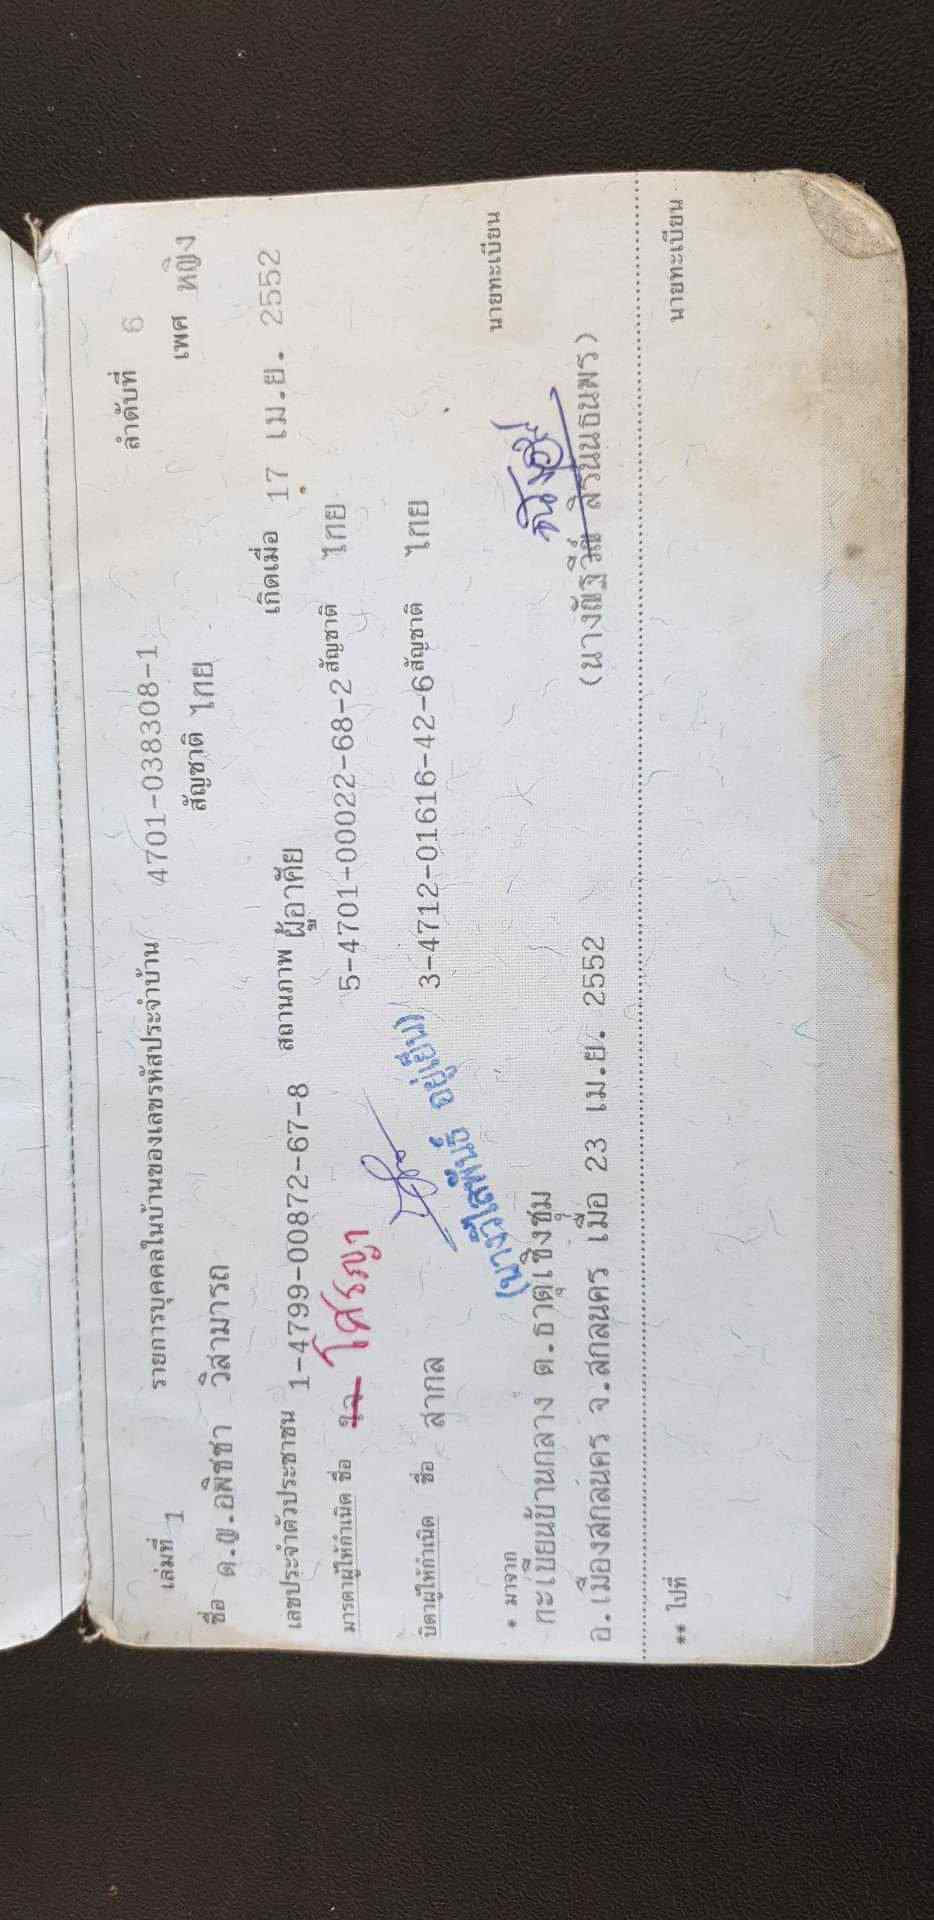 เล่มที่ 1 รายการบุคคลในบ้านของเลขรหัสประจำบ้าน 4701-038308-1 ลำดับที่ 6
ชื่อ ด.ญ.อพิชชา วิสามารถ สัญชาติ ไทย เพศ หญิง
เลขประจำตัวประชาชน 1-4799-00872-67-8 สถานภาพ ผู้อาศัย เกิดเมื่อ 17 เม.ย. 2552
มารดาผู้ให้กำเนิด ชื่อ ใจ โศรญา 5-4701-00022-68-2 สัญชาติ ไทย
บิดาผู้ให้กำเนิด ชื่อ สากล 3-4712-01616-42-6 สัญชาติ ไทย
(นางวิไลพันธ์ อยู่เย็น)
* มาจาก นายทะเบียน
ทะเบียนบ้านกลาง ต.ธาตุเชิงชุม
อ.เมืองสกลนคร จ.สกลนคร เมื่อ 23 เม.ย. 2552 (นางณัฐวีณ์ สิรินนธนพร)
** ไปที่ นายทะเบียน